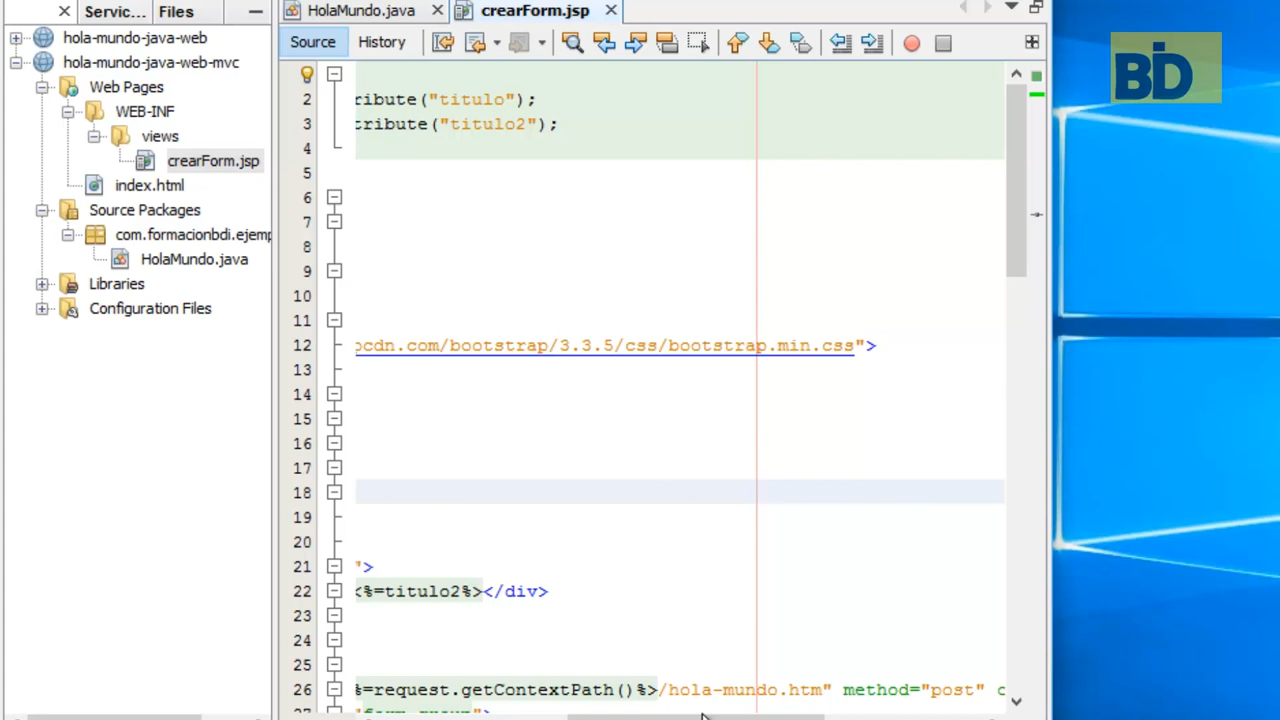 Servic... Files
HolaMundo.java crearForm.jsp
BiD
Source History
hola-mundo-java-web
hola-mundo-java-web-mvc
Web Pages
WEB-INF
views
crearForm.jsp
index.html
Source Packages
com.formacionbdi.ejemp
HolaMundo.java
Libraries
Configuration Files
2 ribute("titulo");
3 tribute("titulo2");
4
5
6
7
8
9
10
11
12 pcdn.com/bootstrap/3.3.5/css/bootstrap.min.css">
13
14
15
16
17
18
19
20
21 ">
22 <%=titulo2%></div>
23
24
25
26 %=request.getContextPath()%>/hola-mundo.htm" method="post" c